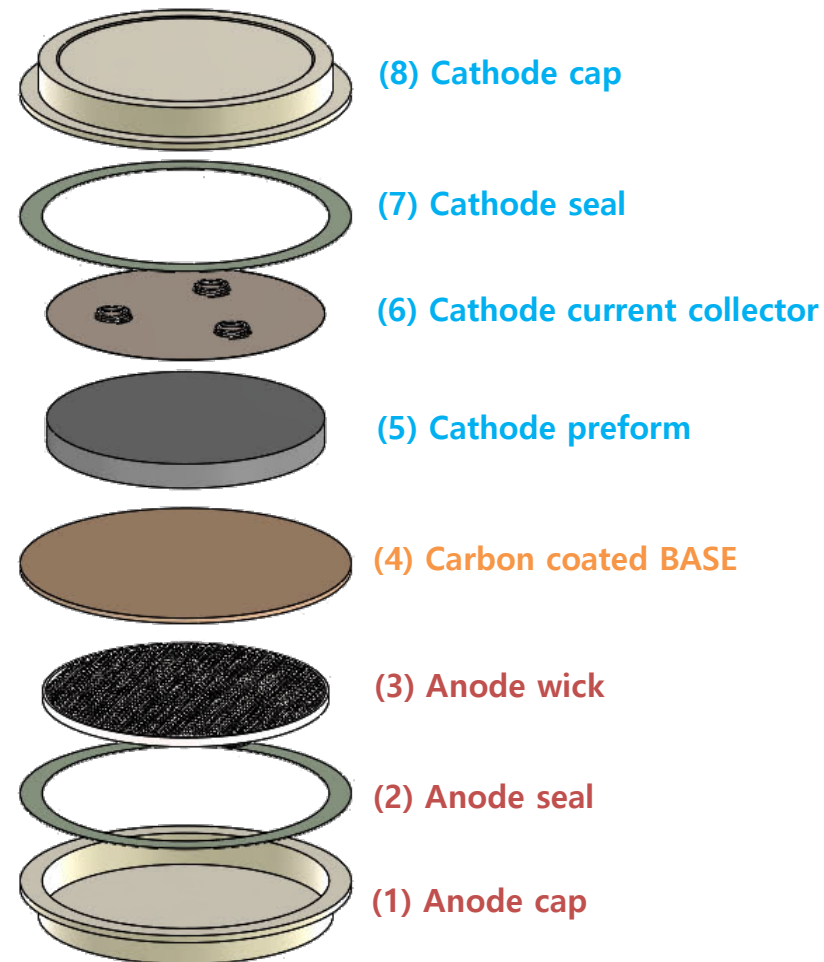 (8) Cathode cap
(7) Cathode seal
(6) Cathode current collector
(5) Cathode preform
(4) Carbon coated BASE
(3) Anode wick
(2) Anode seal
(1) Anode cap